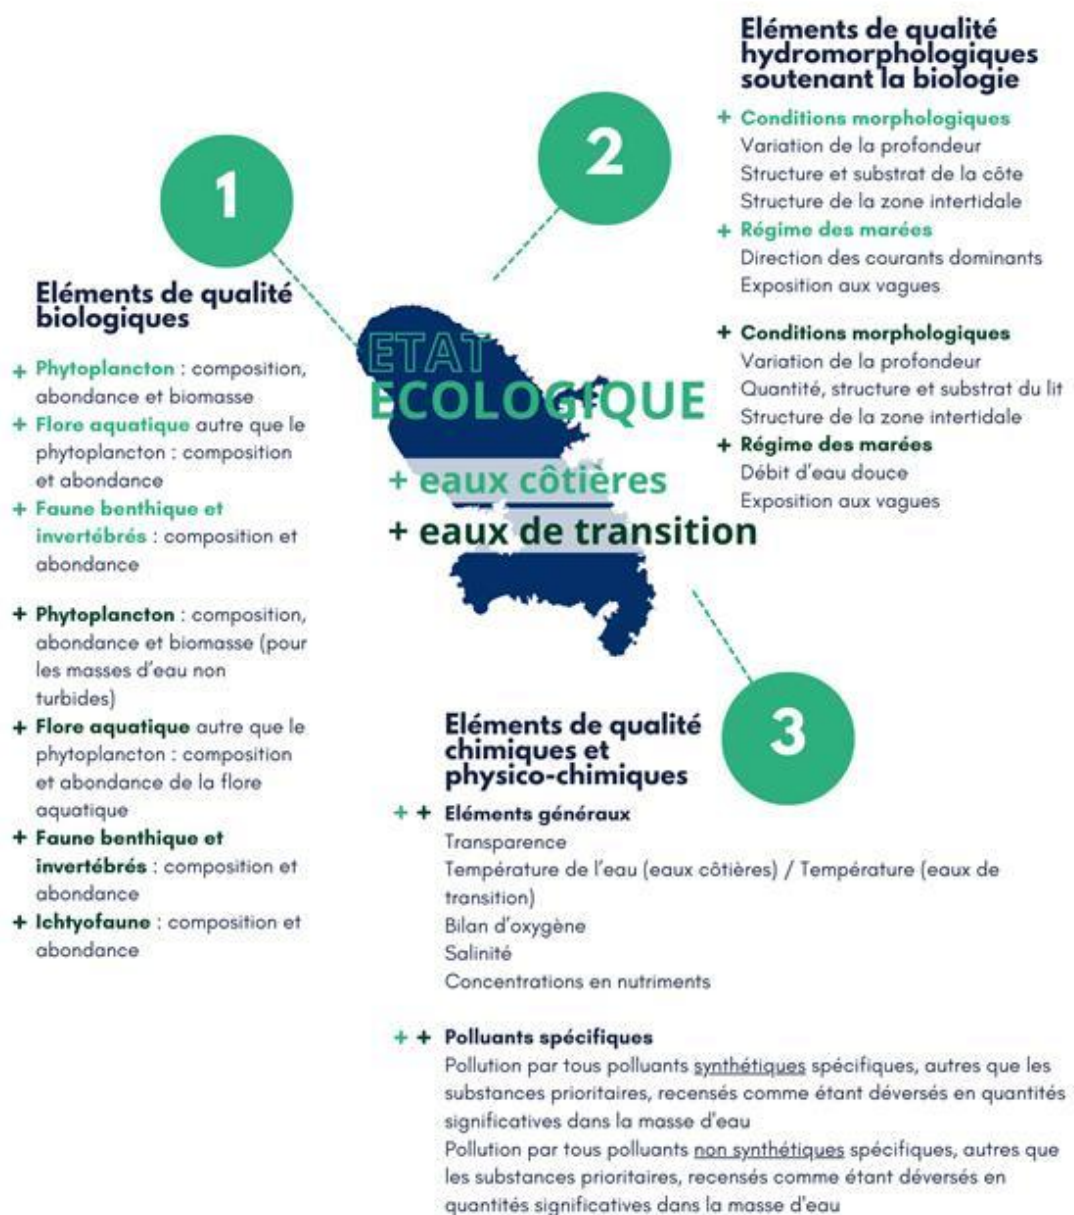 1
Eléments de qualité
biologiques
+ Phytoplancton : composition,
abondance et biomasse
+ Flore aquatique autre que le
phytoplancton : composition
et abondance
+ Faune benthique et
invertébrés : composition et
abondance
+ Phytoplancton : composition,
abondance et biomasse (pour
les masses d'eau non
turbides)
+ Flore aquatique autre que le
phytoplancton : composition
et abondance de la flore
aquatique
+ Faune benthique et
invertébrés : composition et
abondance
+ Ichtyofaune : composition et
abondance
ETAT
ECOLOGIQUE
+ eaux côtières
+ eaux de transition
2
Eléments de qualité
hydromorphologiques
soutenant la biologie
+ Conditions morphologiques
Variation de la profondeur
Structure et substrat de la côte
Structure de la zone intertidale
+ Régime des marées
Direction des courants dominants
Exposition aux vagues
+ Conditions morphologiques
Variation de la profondeur
Quantité, structure et substrat du lit
Structure de la zone intertidale
+ Régime des marées
Débit d'eau douce
Exposition aux vagues
3
Eléments de qualité
chimiques et
physico-chimiques
+ + Eléments généraux
Transparence
Température de l'eau (eaux côtières) / Température (eaux de
transition)
Bilan d'oxygène
Salinité
Concentrations en nutriments
+ + Polluants spécifiques
Pollution par tous polluants synthétiques spécifiques, autres que les
substances prioritaires, recensés comme étant déversés en quantités
significatives dans la masse d'eau
Pollution par tous polluants non synthétiques spécifiques, autres que
les substances prioritaires, recensés comme étant déversés en
quantités significatives dans la masse d'eau